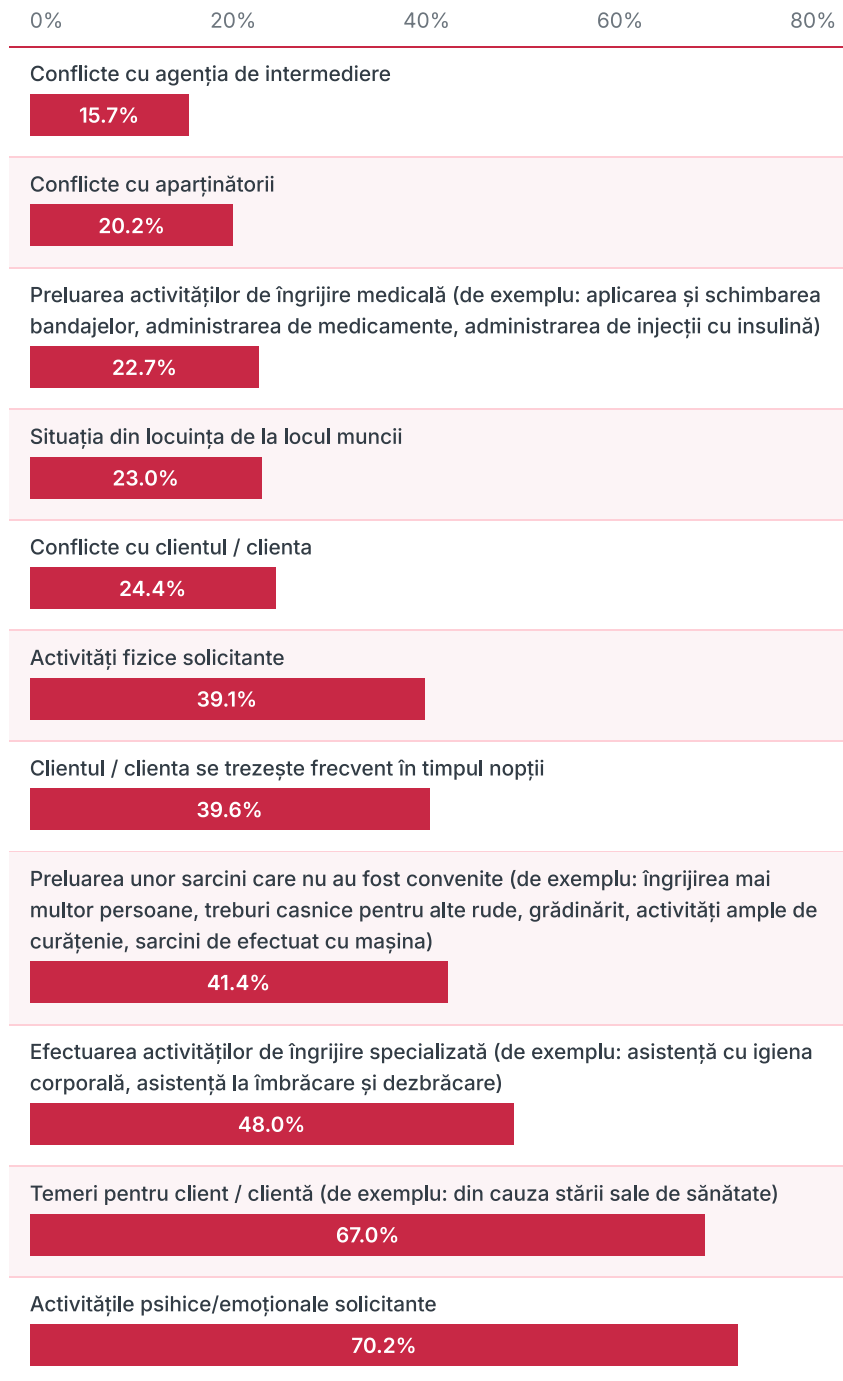 0% 20% 40% 60% 80%
Conflicte cu agenția de intermediere
15.7%
Conflicte cu aparținătorii
20.2%
Preluarea activităților de îngrijire medicală (de exemplu: aplicarea și schimbarea
bandajelor, administrarea de medicamente, administrarea de injecții cu insulină)
22.7%
Situația din locuința de la locul muncii
23.0%
Conflicte cu clientul / clienta
24.4%
Activități fizice solicitante
39.1%
Clientul / clienta se trezește frecvent în timpul nopții
39.6%
Preluarea unor sarcini care nu au fost convenite (de exemplu: îngrijirea mai
multor persoane, treburi casnice pentru alte rude, grădinărit, activități ample de
curățenie, sarcini de efectuat cu mașina)
41.4%
Efectuarea activităților de îngrijire specializată (de exemplu: asistență cu igiena
corporală, asistență la îmbrăcare și dezbrăcare)
48.0%
Temeri pentru client / clientă (de exemplu: din cauza stării sale de sănătate)
67.0%
Activitățile psihice/emoționale solicitante
70.2%